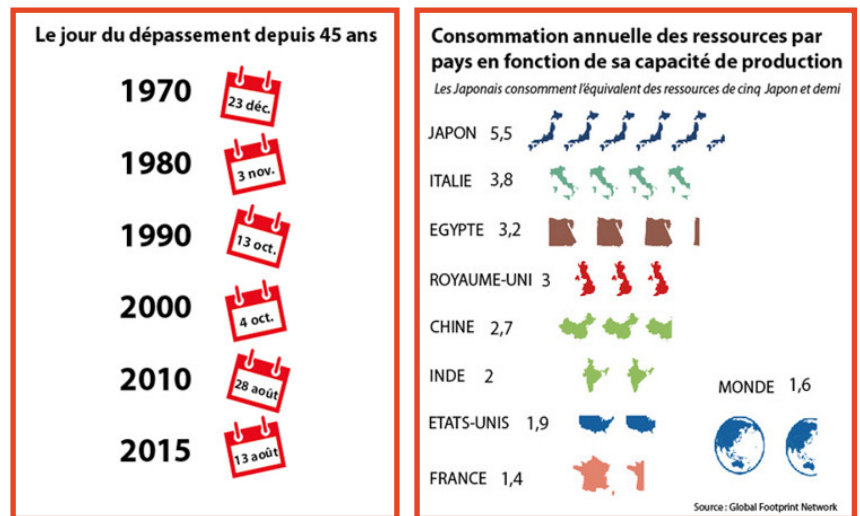 Le jour du dépassement depuis 45 ans
1970
23 déc.
1980
3 nov.
1990
13 oct.
2000
4 oct.
2010
28 août
2015
13 août
Consommation annuelle des ressources par
pays en fonction de sa capacité de production
Les Japonais consomment l'équivalent des ressources de cinq Japon et demi
JAPON 5,5
ITALIE 3,8
EGYPTE 3,2
ROYAUME-UNI 3
CHINE 2,7
INDE 2
MONDE 1,6
ETATS-UNIS 1,9
FRANCE 1,4
Source : Global Footprint Network